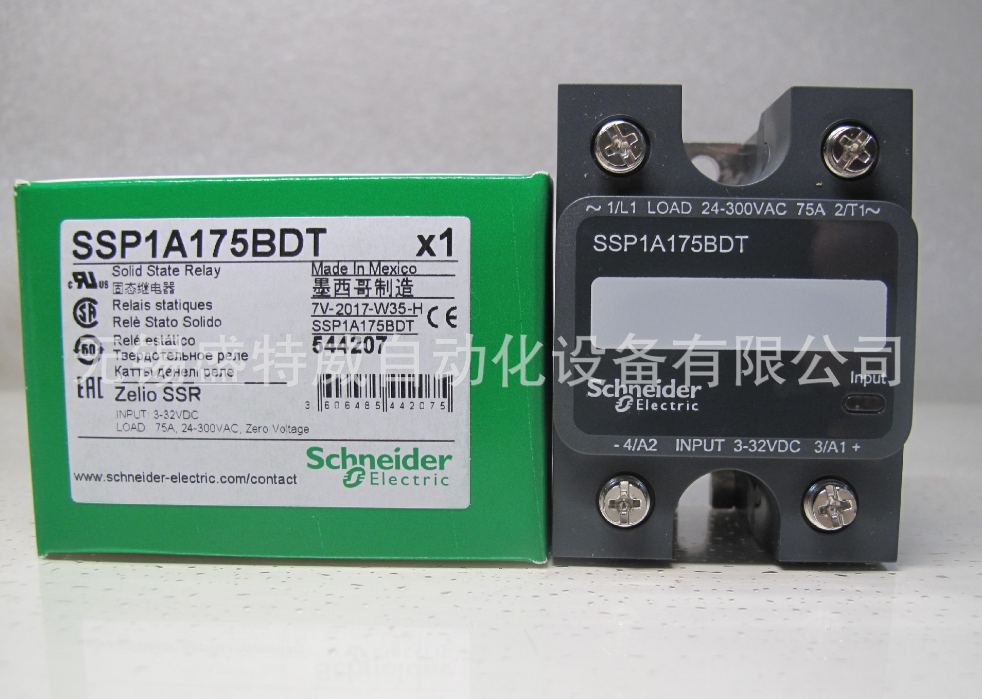 SSP1A175BDT x1
Solid State Relay
固态继电器
Relais statiques
Relè Stato Solido
Relé estático
Твердотельное реле
Zelio SSR
INPUT: 3-32VDC
LOAD 75A, 24-300VAC, Zero Voltage
www.schneider-electric.com/contact
Made In Mexico
墨西哥制造
7V-2017-W35-H
SSP1A175BDT
544207
CE
EAC
3 606485 442075
Schneider
Electric
～ 1/L1 LOAD 24-300VAC 75A 2/T1～
SSP1A175BDT
Input
Schneider
Electric
- 4/A2 INPUT 3-32VDC 3/A1 +
盛特威自动化设备有限公司